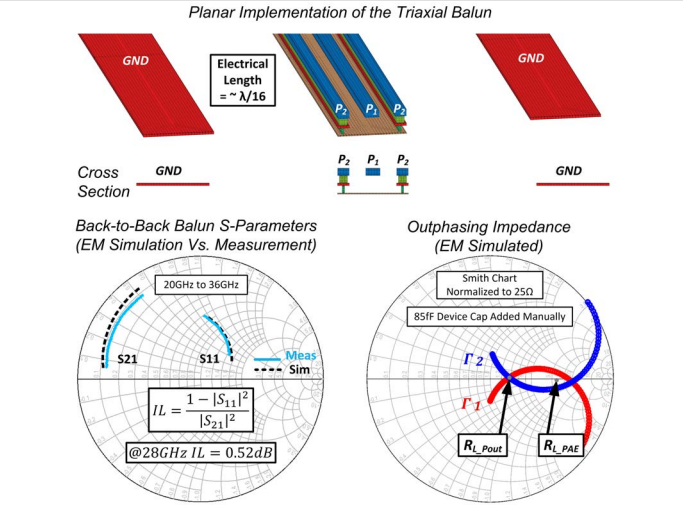 Planar Implementation of the Triaxial Balun
GND
Electrical
Length
= ~ λ/16
P2
P1
P2
GND
Cross
Section
GND
P2
P1
P2
GND
Back-to-Back Balun S-Parameters
(EM Simulation Vs. Measurement)
20GHz to 36GHz
S21
S11
Meas
Sim
IL = 1 − |S11|² / |S21|²
@28GHz IL = 0.52dB
Outphasing Impedance
(EM Simulated)
Smith Chart
Normalized to 25Ω
85fF Device Cap Added Manually
Γ2
Γ1
RL_Pout
RL_PAE